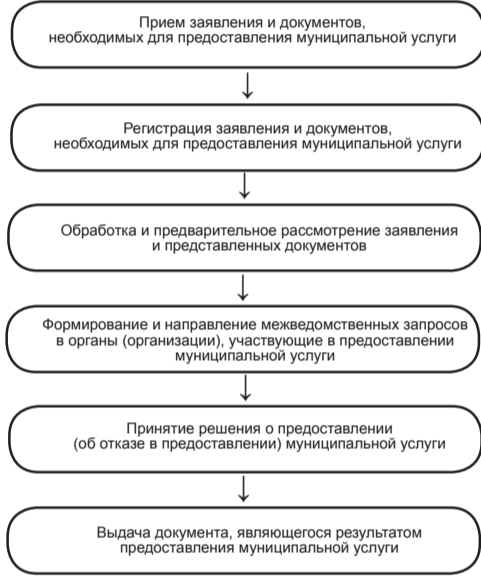 Прием заявления и документов,
необходимых для предоставления муниципальной услуги
Регистрация заявления и документов,
необходимых для предоставления муниципальной услуги
Обработка и предварительное рассмотрение заявления
и представленных документов
Формирование и направление межведомственных запросов
в органы (организации), участвующие в предоставлении
муниципальной услуги
Принятие решения о предоставлении
(об отказе в предоставлении) муниципальной услуги
Выдача документа, являющегося результатом
предоставления муниципальной услуги